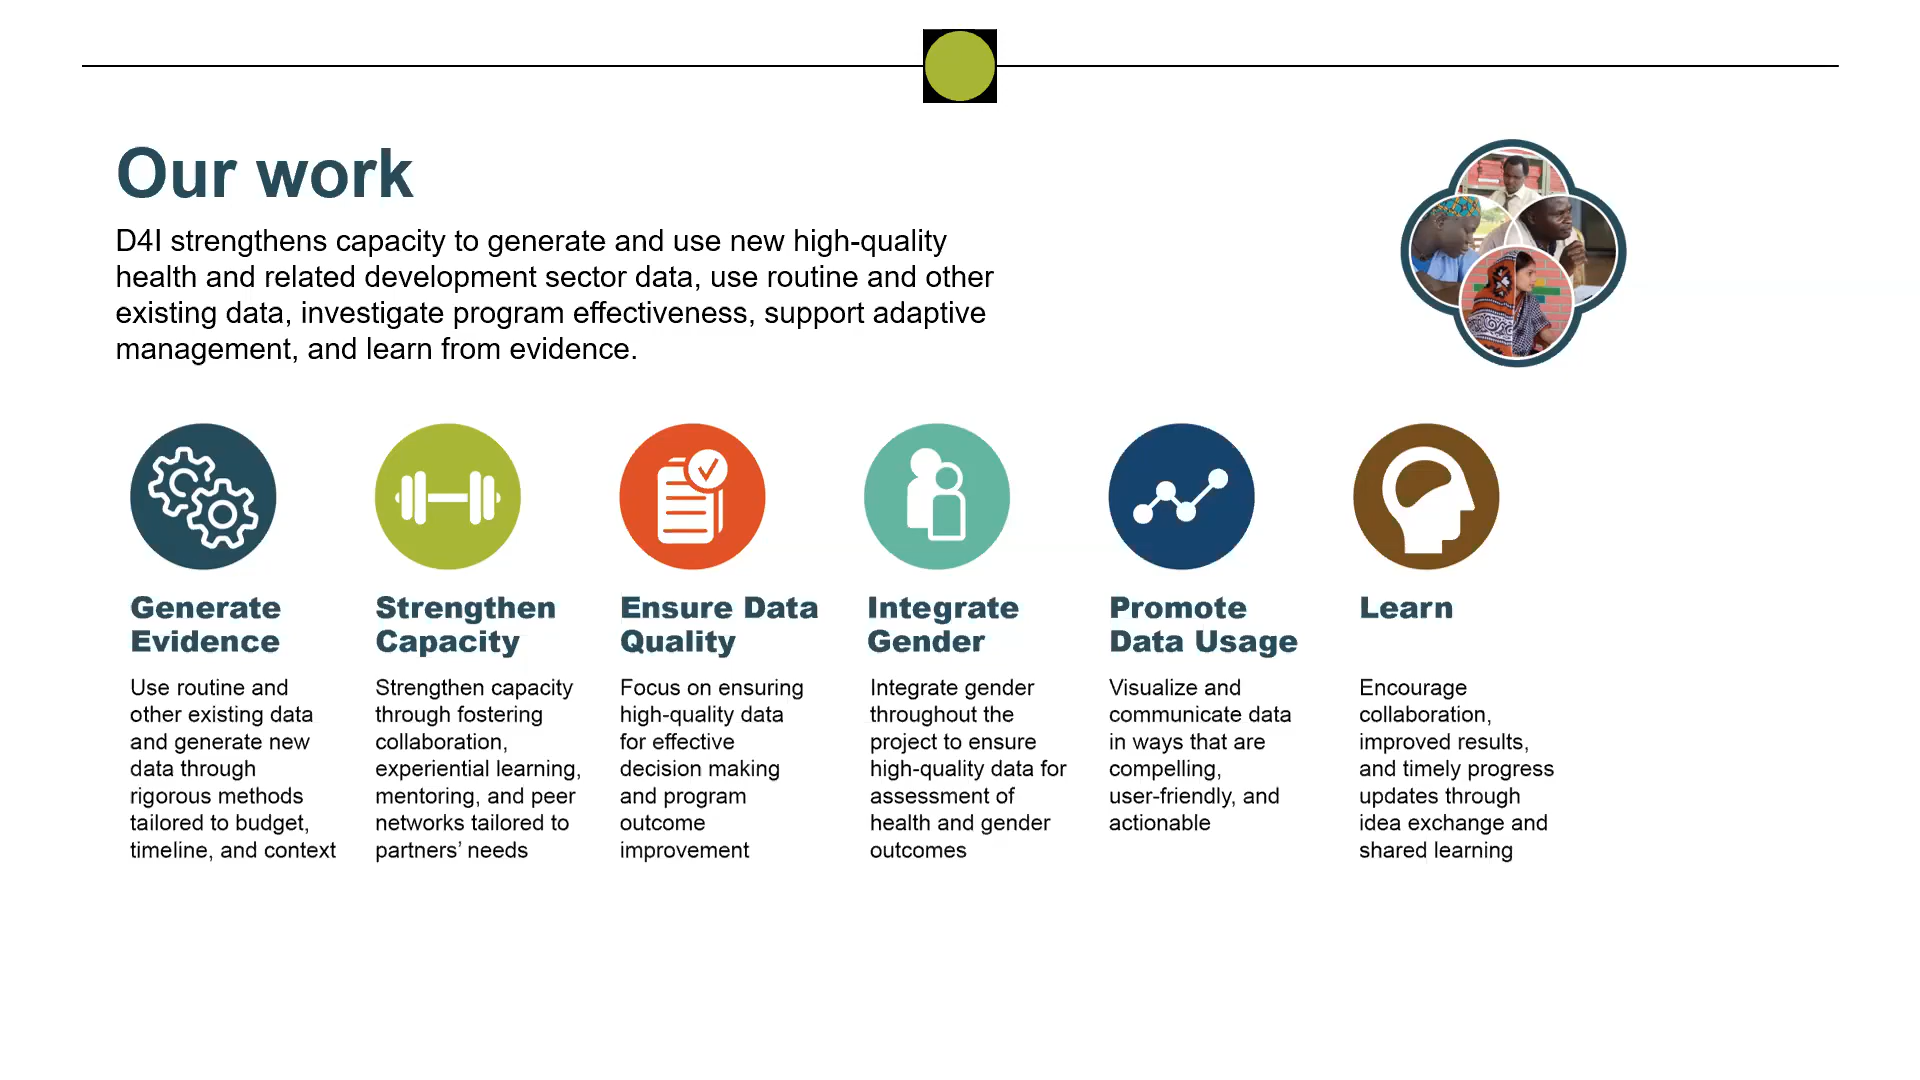 Our work
D4I strengthens capacity to generate and use new high-quality
health and related development sector data, use routine and other
existing data, investigate program effectiveness, support adaptive
management, and learn from evidence.
Generate
Evidence
Use routine and
other existing data
and generate new
data through
rigorous methods
tailored to budget,
timeline, and context
Strengthen
Capacity
Strengthen capacity
through fostering
collaboration,
experiential learning,
mentoring, and peer
networks tailored to
partners’ needs
Ensure Data
Quality
Focus on ensuring
high-quality data
for effective
decision making
and program
outcome
improvement
Integrate
Gender
Integrate gender
throughout the
project to ensure
high-quality data for
assessment of
health and gender
outcomes
Promote
Data Usage
Visualize and
communicate data
in ways that are
compelling,
user-friendly, and
actionable
Learn
Encourage
collaboration,
improved results,
and timely progress
updates through
idea exchange and
shared learning